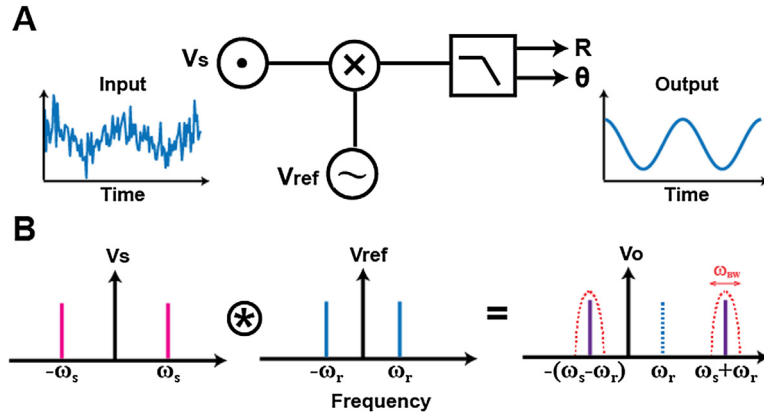 A
Input
Time
Vs
Vref
R
θ
Output
Time
B
Vs
-ωs
ωs
Vref
-ωr
ωr
Frequency
=
Vo
ωBW
-(ωs-ωr)
ωr
ωs+ωr